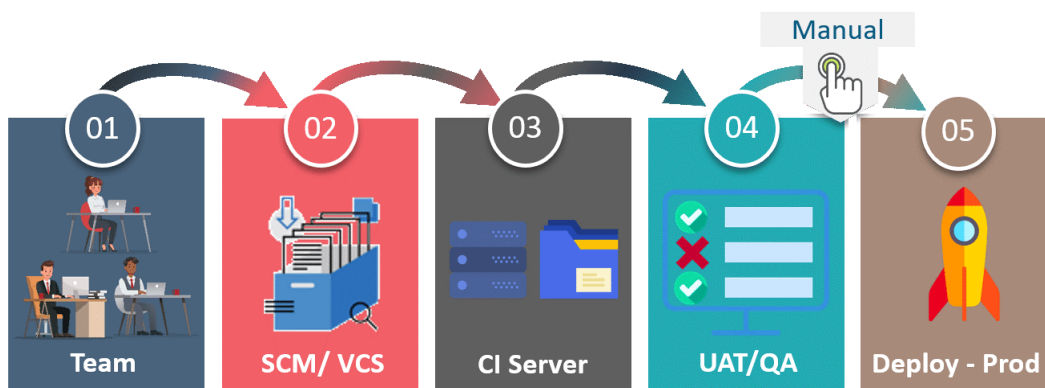 Manual
01
02
03
04
05
Team
SCM/ VCS
CI Server
UAT/QA
Deploy - Prod